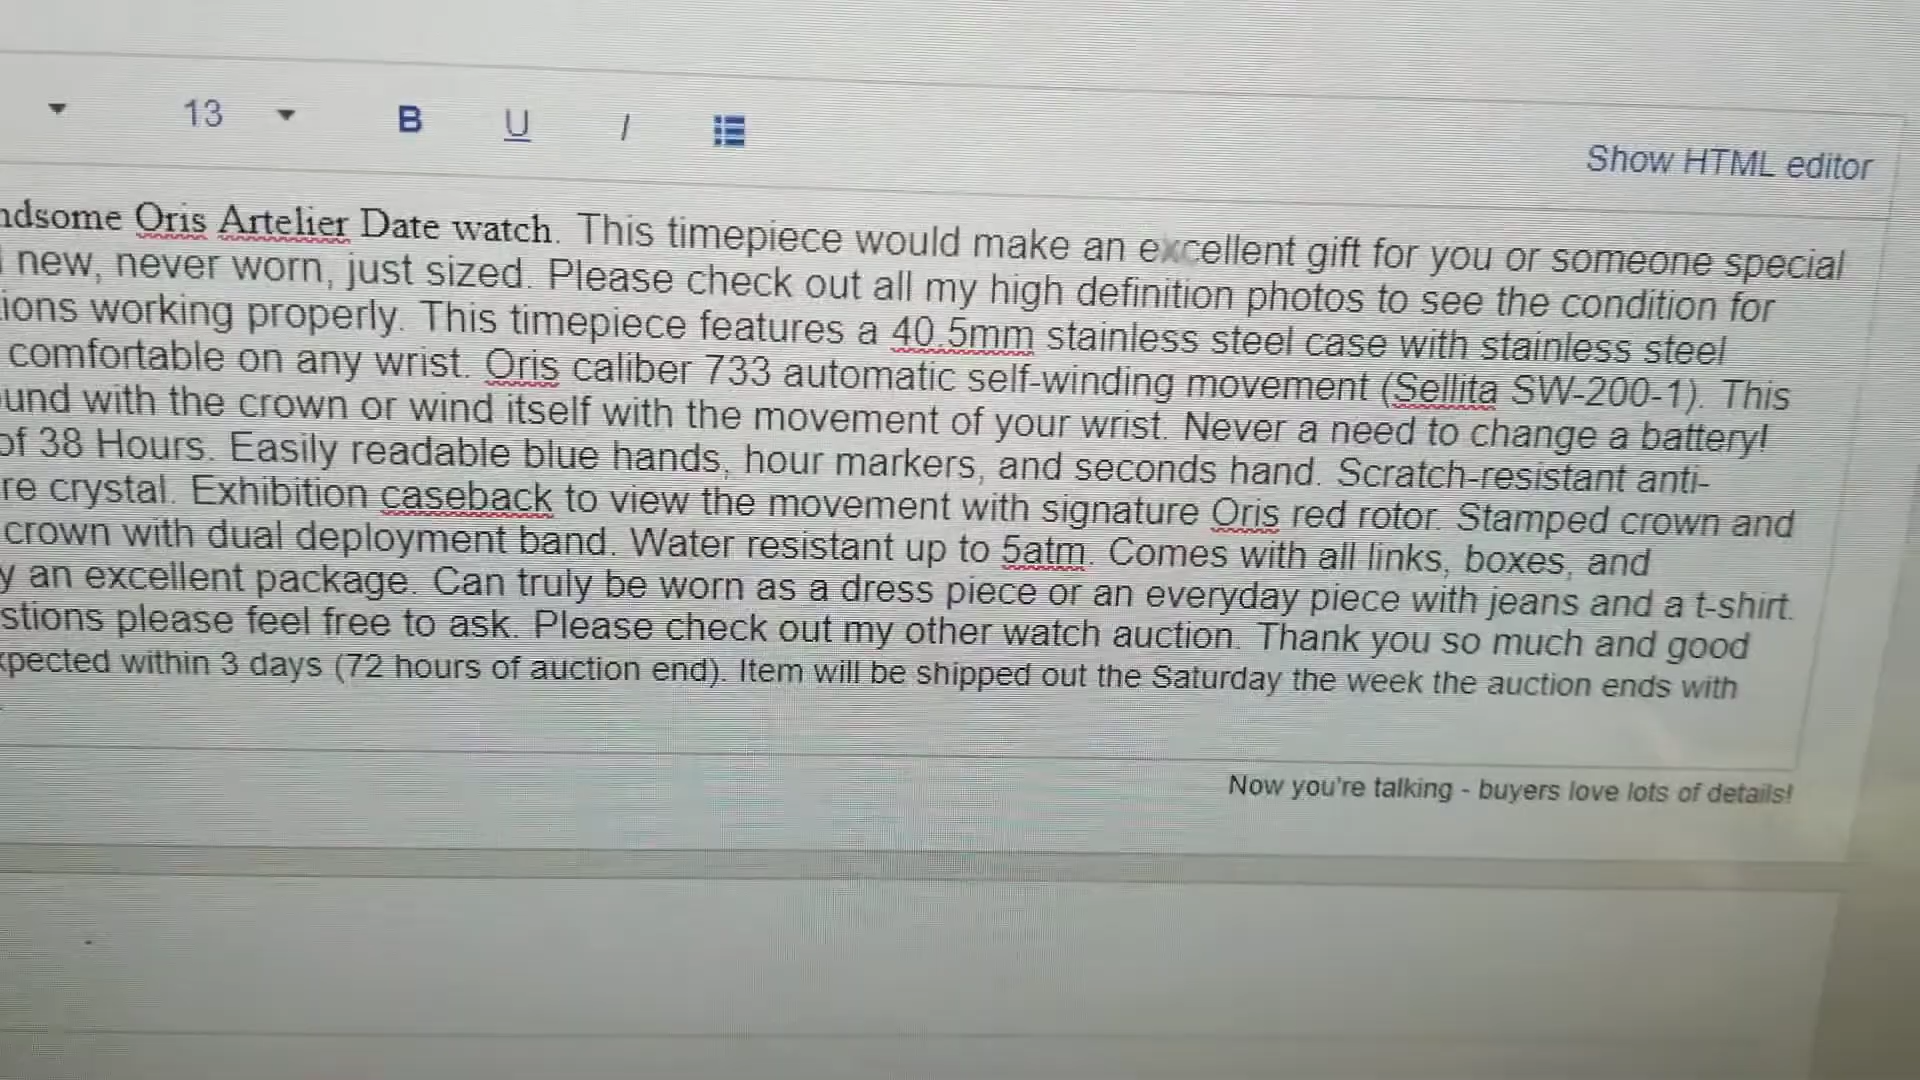 13 B U I
Show HTML editor
ndsome Oris Artelier Date watch. This timepiece would make an excellent gift for you or someone special
new, never worn, just sized. Please check out all my high definition photos to see the condition for
ions working properly. This timepiece features a 40.5mm stainless steel case with stainless steel
comfortable on any wrist. Oris caliber 733 automatic self-winding movement (Sellita SW-200-1). This
und with the crown or wind itself with the movement of your wrist. Never a need to change a battery!
of 38 Hours. Easily readable blue hands, hour markers, and seconds hand. Scratch-resistant anti-
re crystal. Exhibition caseback to view the movement with signature Oris red rotor. Stamped crown and
crown with dual deployment band. Water resistant up to 5atm. Comes with all links, boxes, and
y an excellent package. Can truly be worn as a dress piece or an everyday piece with jeans and a t-shirt.
stions please feel free to ask. Please check out my other watch auction. Thank you so much and good
xpected within 3 days (72 hours of auction end). Item will be shipped out the Saturday the week the auction ends with
Now you're talking - buyers love lots of details!